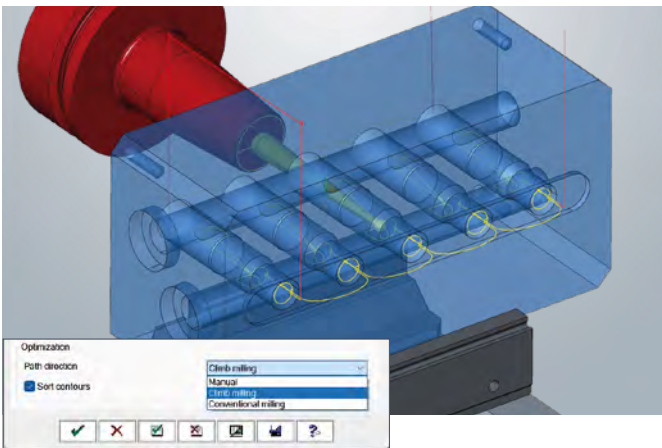 Optimization
Path direction
Climb milling
Sort contours
Manual
Climb milling
Conventional milling